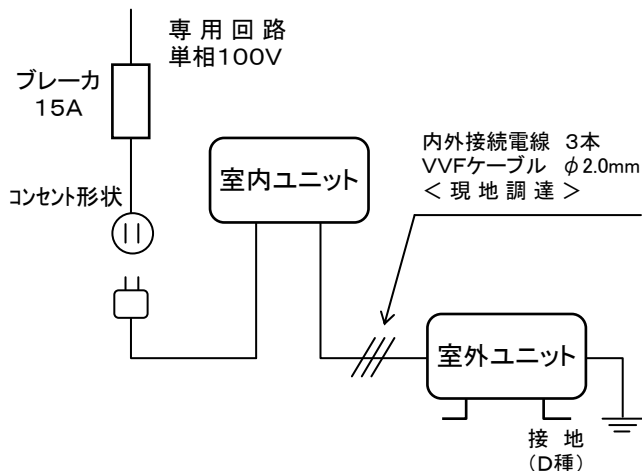 専用回路
単相100V
ブレーカ
15A
コンセント形状
室内ユニット
内外接続電線 3本
VVFケーブル φ2.0mm
<現地調達>
室外ユニット
接地
(D種)